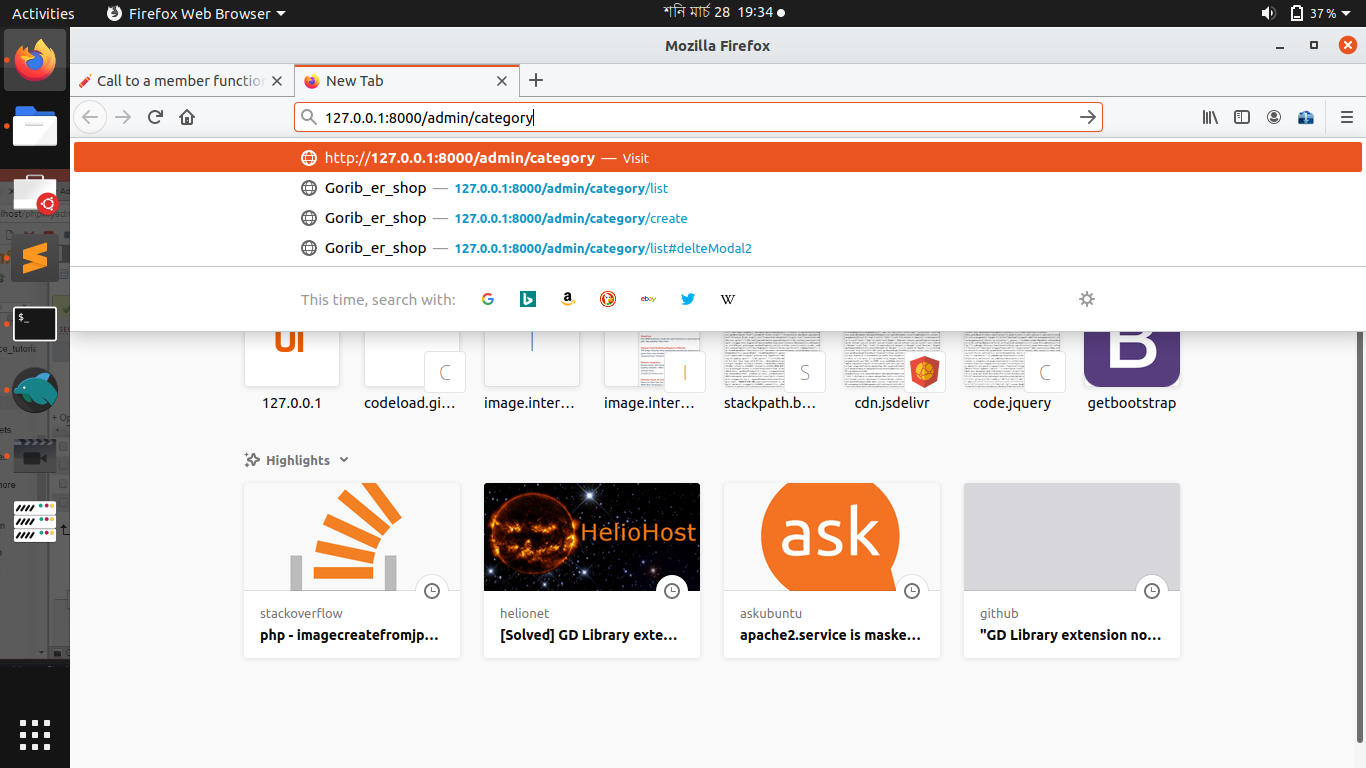 Activities Firefox Web Browser শনি মার্চ 28 19:34 37 %
Mozilla Firefox
Call to a member function New Tab
127.0.0.1:8000/admin/category
http://127.0.0.1:8000/admin/category — Visit
Gorib_er_shop — 127.0.0.1:8000/admin/category/list
Gorib_er_shop — 127.0.0.1:8000/admin/category/create
Gorib_er_shop — 127.0.0.1:8000/admin/category/list#delteModal2
This time, search with: ebay W
UI C I S C B
127.0.0.1 codeload.gi... image.inter... image.inter... stackpath.b... cdn.jsdelivr code.jquery getbootstrap
Highlights
HelioHost ask
stackoverflow helionet askubuntu github
php - imagecreatefromjp... [Solved] GD Library exte... apache2.service is maske... "GD Library extension no...